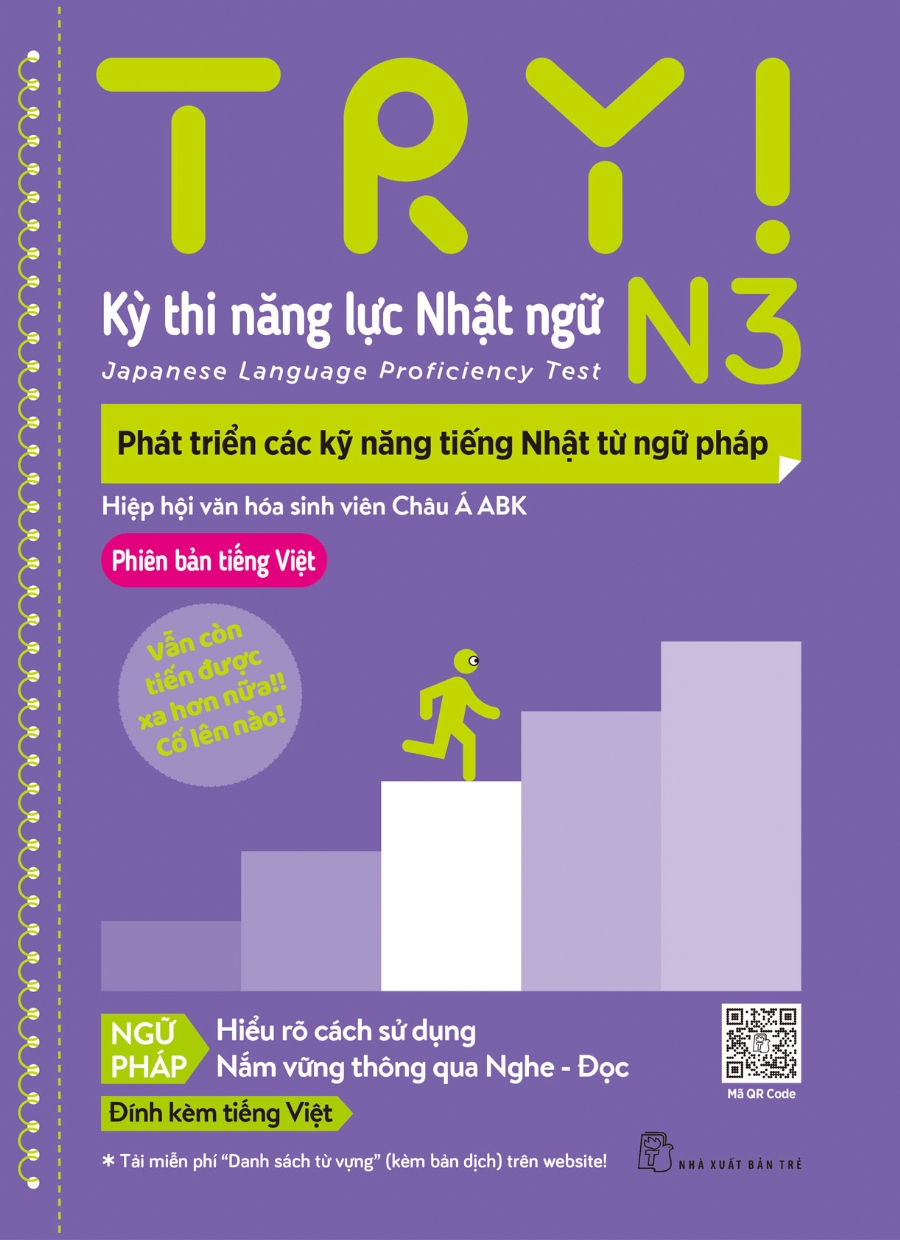 TRY!
Kỳ thi năng lực Nhật ngữ
Japanese Language Proficiency Test
N3
Phát triển các kỹ năng tiếng Nhật từ ngữ pháp
Hiệp hội văn hóa sinh viên Châu Á ABK
Phiên bản tiếng Việt
Vẫn còn
tiến được
xa hơn nữa!!
Cố lên nào!
NGỮ
PHÁP
Hiểu rõ cách sử dụng
Nắm vững thông qua Nghe - Đọc
Đính kèm tiếng Việt
Mã QR Code
* Tải miễn phí “Danh sách từ vựng” (kèm bản dịch) trên website!
NHÀ XUẤT BẢN TRẺ